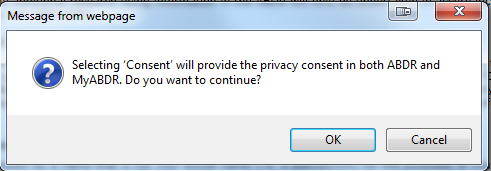 Message from webpage
Selecting 'Consent' will provide the privacy consent in both ABDR and
MyABDR. Do you want to continue?
OK
Cancel